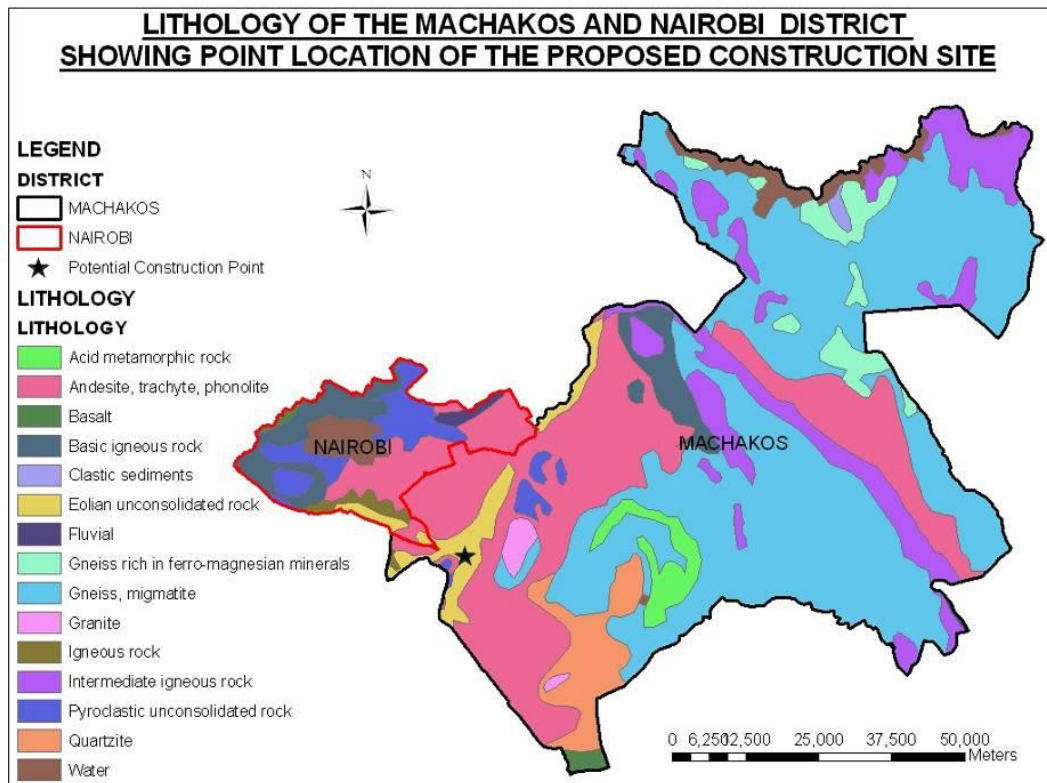 LITHOLOGY OF THE MACHAKOS AND NAIROBI DISTRICT
SHOWING POINT LOCATION OF THE PROPOSED CONSTRUCTION SITE
LEGEND
DISTRICT
MACHAKOS
NAIROBI
Potential Construction Point
LITHOLOGY
LITHOLOGY
Acid metamorphic rock
Andesite, trachyte, phonolite
Basalt
Basic igneous rock
Clastic sediments
Eolian unconsolidated rock
Fluvial
Gneiss rich in ferro-magnesian minerals
Gneiss, migmatite
Granite
Igneous rock
Intermediate igneous rock
Pyroclastic unconsolidated rock
Quartzite
Water
N
NAIROBI
MACHAKOS
0 6,250 12,500 25,000 37,500 50,000
Meters